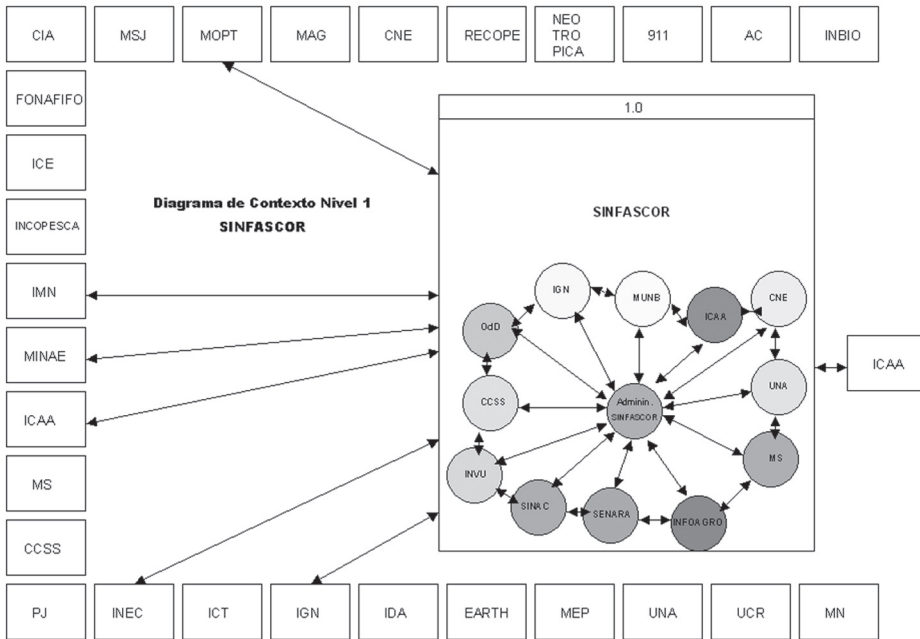 CIA
MSJ
MOPT
MAG
CNE
RECOPE
NEO
TRO
PICA
911
AC
INBIO
FONAFIFO
ICE
INCOPESCA
IMN
MINAE
ICAA
MS
CCSS
Diagrama de Contexto Nivel 1
SINFASCOR
1.0
SINFASCOR
IGN
MUNB
ICAA
CNE
OdD
UNA
CCSS
Adminin.
SINFASCOR
INVU
MS
SINAC
SENARA
INFOAGRO
ICAA
PJ
INEC
ICT
IGN
IDA
EARTH
MEP
UNA
UCR
MN